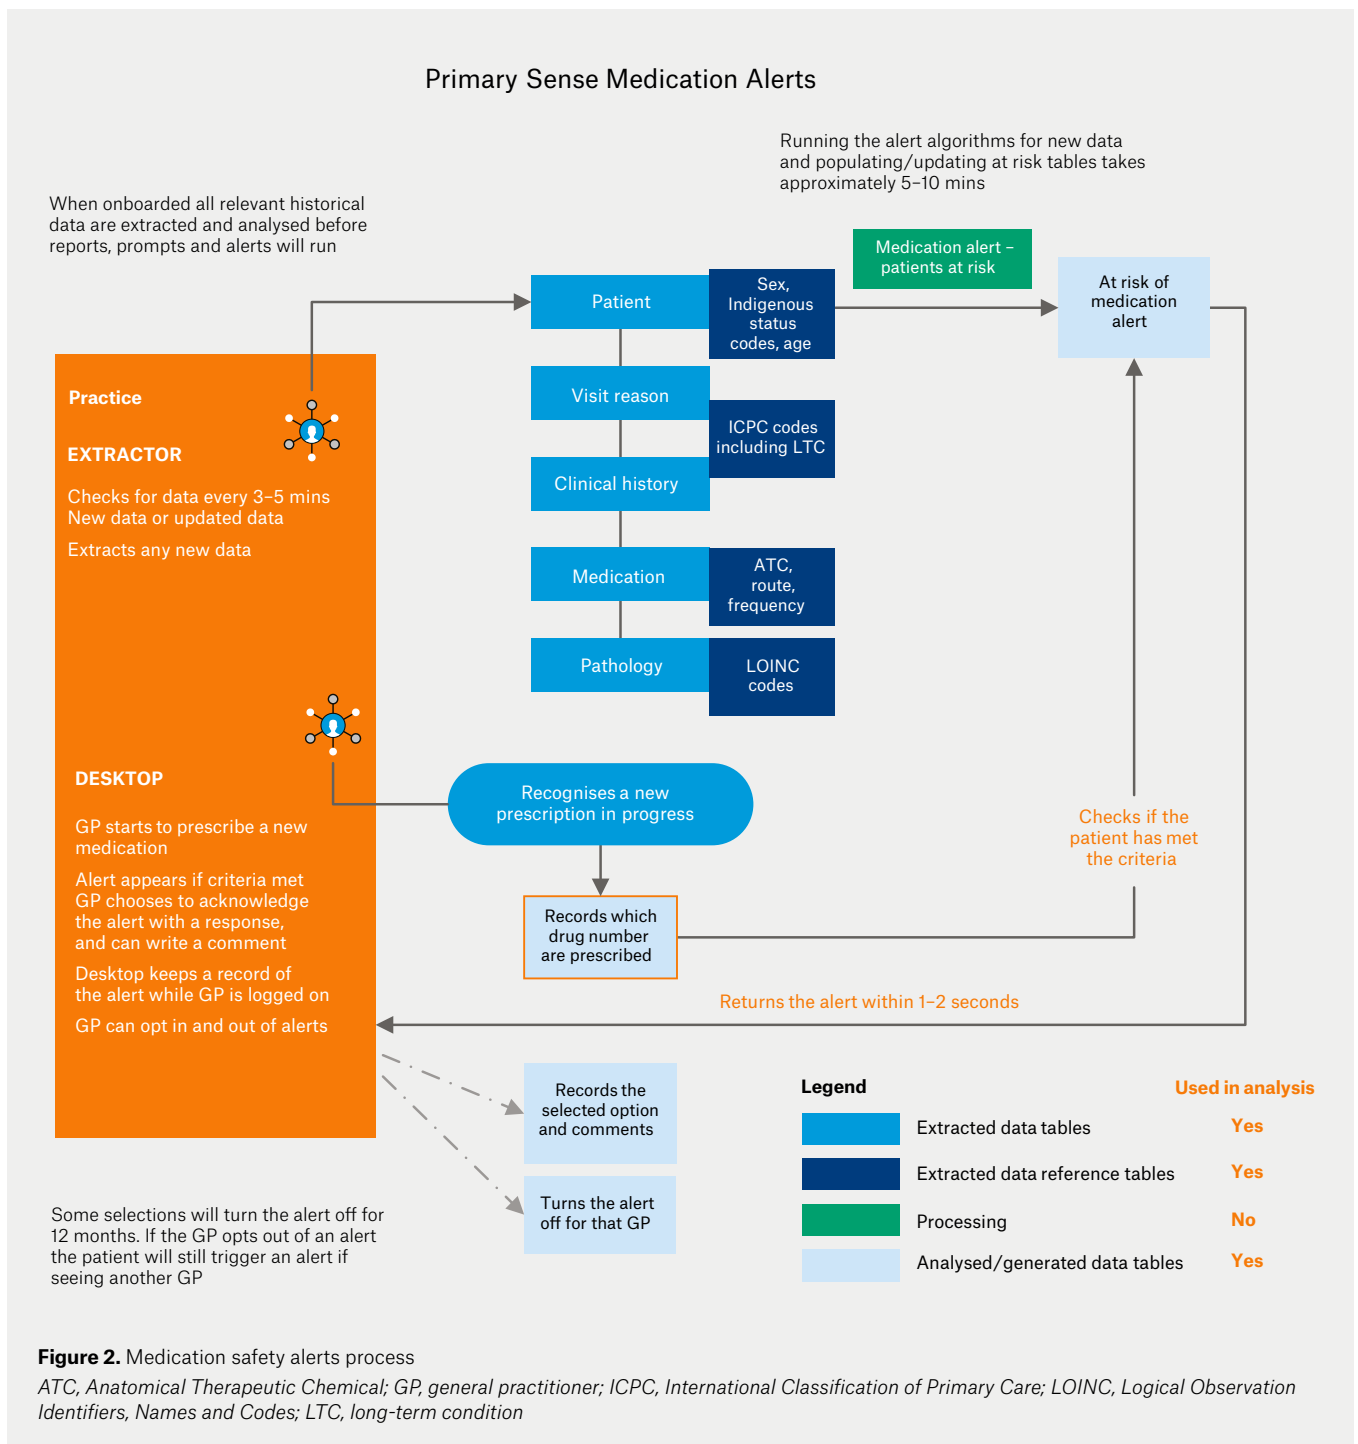 Primary Sense Medication Alerts
Running the alert algorithms for new data
and populating/updating at risk tables takes
approximately 5–10 mins
When onboarded all relevant historical
data are extracted and analysed before
reports, prompts and alerts will run
Medication alert –
patients at risk
At risk of
medication
alert
Patient
Sex,
Indigenous
status
codes, age
Visit reason
ICPC codes
including LTC
Clinical history
Medication
ATC,
route,
frequency
Pathology
LOINC
codes
Practice
EXTRACTOR
Checks for data every 3–5 mins
New data or updated data
Extracts any new data
DESKTOP
GP starts to prescribe a new
medication
Alert appears if criteria met
GP chooses to acknowledge
the alert with a response,
and can write a comment
Desktop keeps a record of
the alert while GP is logged on
GP can opt in and out of alerts
Recognises a new
prescription in progress
Records which
drug number
are prescribed
Checks if the
patient has met
the criteria
Returns the alert within 1–2 seconds
Records the
selected option
and comments
Turns the alert
off for that GP
Some selections will turn the alert off for
12 months. If the GP opts out of an alert
the patient will still trigger an alert if
seeing another GP
Legend
Used in analysis
Extracted data tables
Yes
Extracted data reference tables
Yes
Processing
No
Analysed/generated data tables
Yes
Figure 2. Medication safety alerts process
ATC, Anatomical Therapeutic Chemical; GP, general practitioner; ICPC, International Classification of Primary Care; LOINC, Logical Observation
Identifiers, Names and Codes; LTC, long-term condition